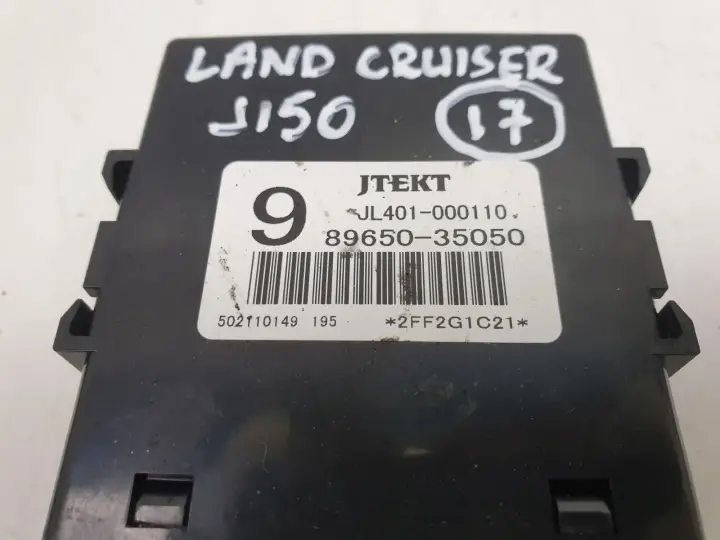 LAND CRUISER
J150 17
JTEKT
9 JL401-000110
89650-35050
502110149 195 *2FF2G1C21*